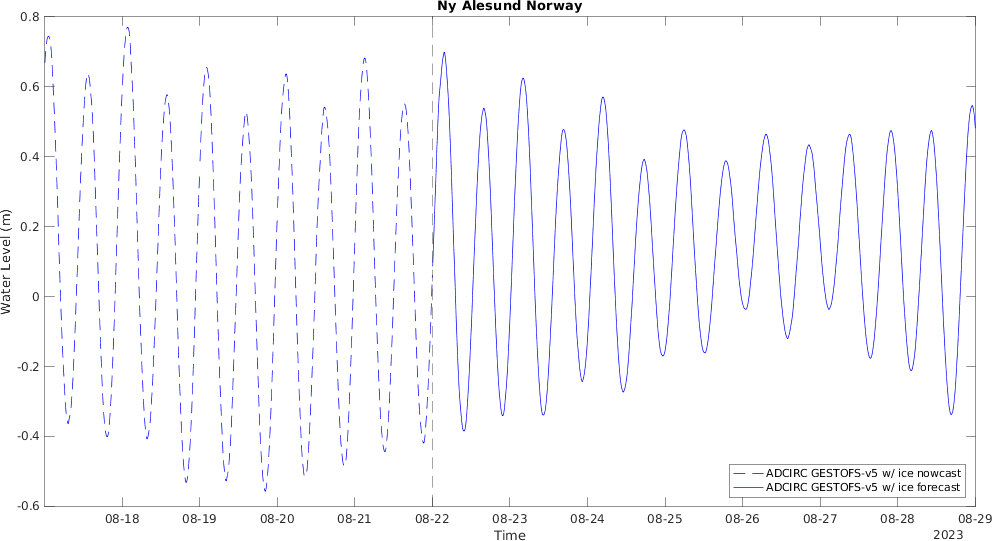 Ny Alesund Norway
Water Level (m)
0.8
0.6
0.4
0.2
0
-0.2
-0.4
-0.6
ADCIRC GESTOFS-v5 w/ ice nowcast
ADCIRC GESTOFS-v5 w/ ice forecast
08-18 08-19 08-20 08-21 08-22 08-23 08-24 08-25 08-26 08-27 08-28 08-29
Time
2023